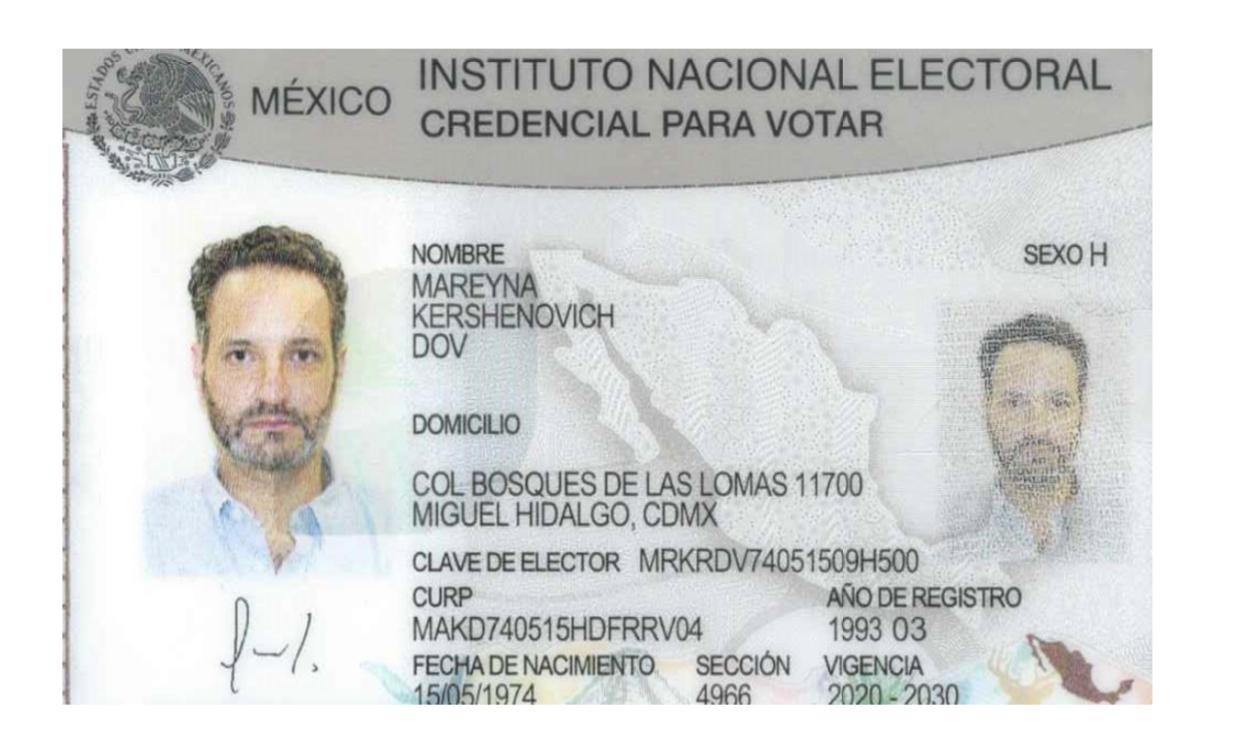 ESTADOS UNIDOS MEXICANOS
MÉXICO
INSTITUTO NACIONAL ELECTORAL
CREDENCIAL PARA VOTAR
NOMBRE
SEXO H
MAREYNA
KERSHENOVICH
DOV
DOMICILIO
COL BOSQUES DE LAS LOMAS 11700
MIGUEL HIDALGO, CDMX
CLAVE DE ELECTOR MRKRDV74051509H500
CURP
AÑO DE REGISTRO
MAKD740515HDFRRV04
1993 03
FECHA DE NACIMIENTO SECCIÓN VIGENCIA
15/05/1974 4966 2020 - 2030